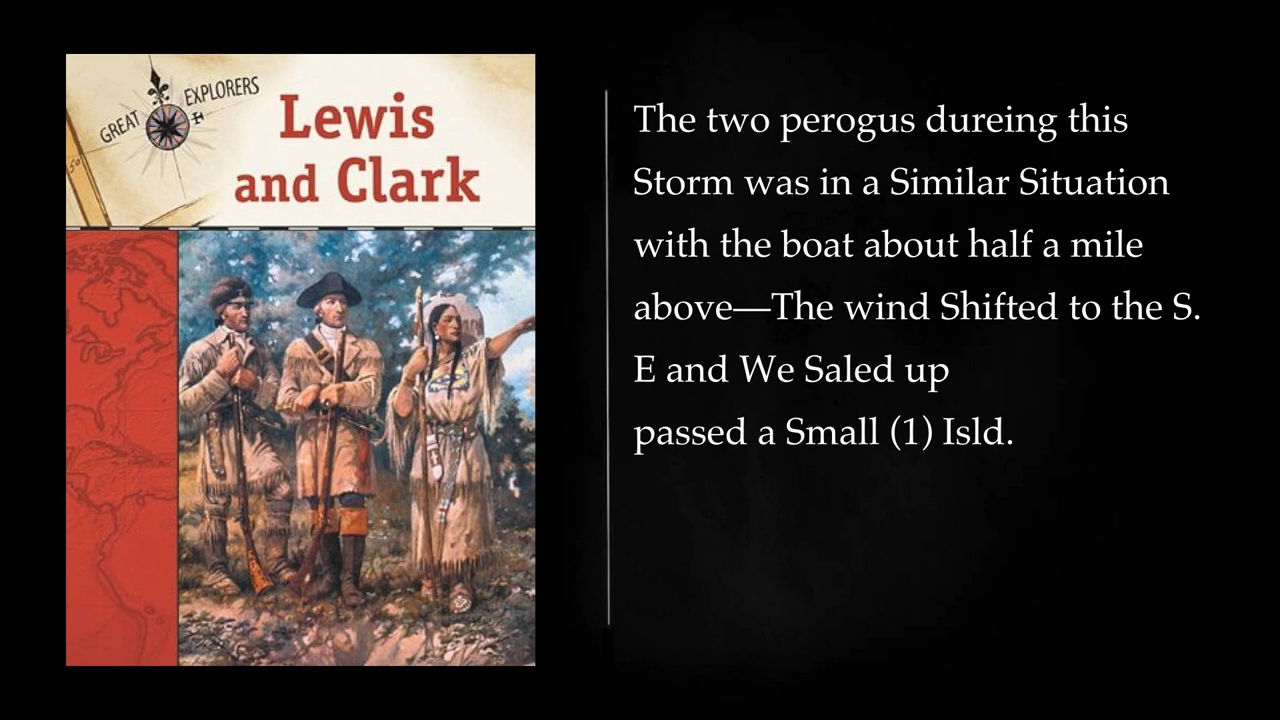 GREAT EXPLORERS
Lewis
and Clark
The two perogus dureing this
Storm was in a Similar Situation
with the boat about half a mile
above—The wind Shifted to the S.
E and We Saled up
passed a Small (1) Isld.